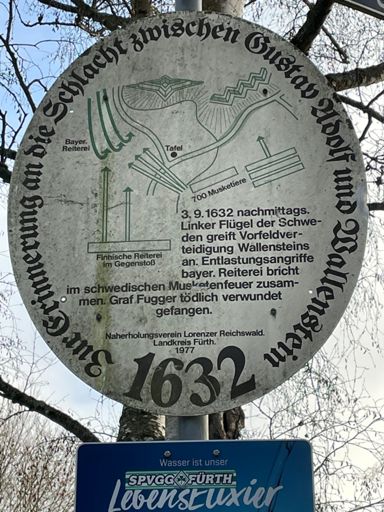 Zur Erinnerung an die Schlacht zwischen Gustav Adolf und Wallenstein
Bayer.
Reiterei
Tafel
700 Musketiere
Finnische Reiterei
im Gegenstoß
3.9.1632 nachmittags.
Linker Flügel der Schwe-
den greift Vorfeldver-
teidigung Wallensteins
an. Entlastungsangriffe
bayer. Reiterei bricht
im schwedischen Musketenfeuer zusam-
men. Graf Fugger tödlich verwundet
gefangen.
Naherholungsverein Lorenzer Reichswald.
Landkreis Fürth.
1977
1632
Wasser ist unser
SPVGG FÜRTH
LEBENSELIXIER